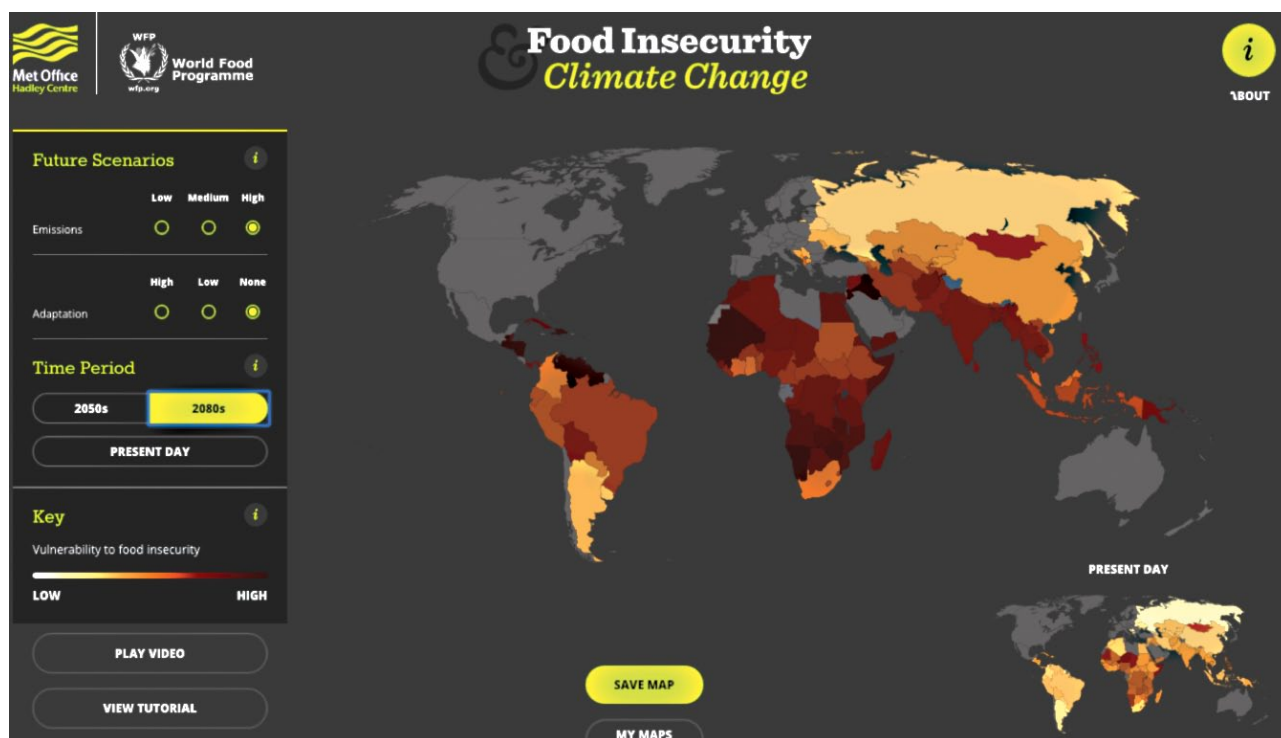 Met Office
Hadley Centre
WFP
wfp.org
World Food
Programme
&
Food Insecurity
Climate Change
i
ABOUT
Future Scenarios i
Low Medium High
Emissions
High Low None
Adaptation
Time Period i
2050s 2080s
PRESENT DAY
Key i
Vulnerability to food insecurity
LOW HIGH
PLAY VIDEO
VIEW TUTORIAL
SAVE MAP
MY MAPS
PRESENT DAY